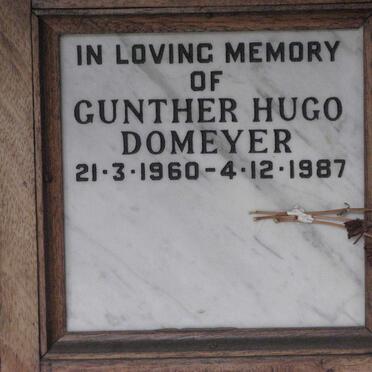 IN LOVING MEMORY
OF
GUNTHER HUGO
DOMEYER
21·3·1960–4·12·1987